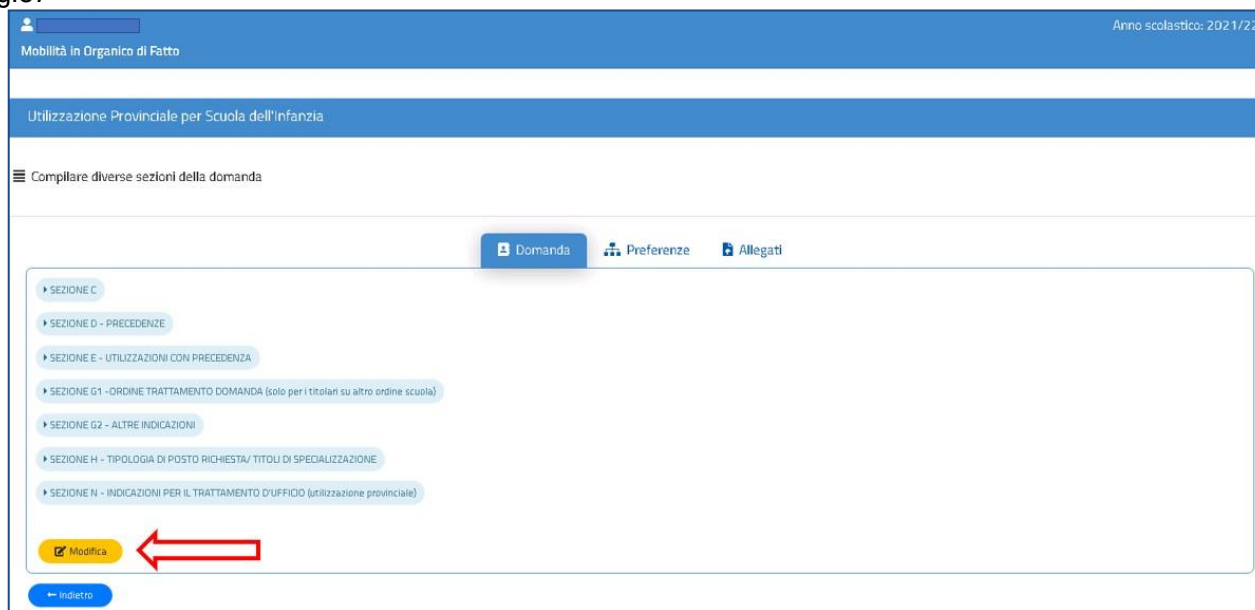 Anno scolastico: 2021/22
Mobilità in Organico di Fatto
Utilizzazione Provinciale per Scuola dell'Infanzia
Compilare diverse sezioni della domanda
Domanda Preferenze Allegati
SEZIONE C
SEZIONE D - PRECEDENZE
SEZIONE E - UTILIZZAZIONI CON PRECEDENZA
SEZIONE G1 -ORDINE TRATTAMENTO DOMANDA (solo per i titolari su altro ordine scuola)
SEZIONE G2 - ALTRE INDICAZIONI
SEZIONE H - TIPOLOGIA DI POSTO RICHIESTA/ TITOLI DI SPECIALIZZAZIONE
SEZIONE N - INDICAZIONI PER IL TRATTAMENTO D'UFFICIO (utilizzazione provinciale)
Modifica
Indietro